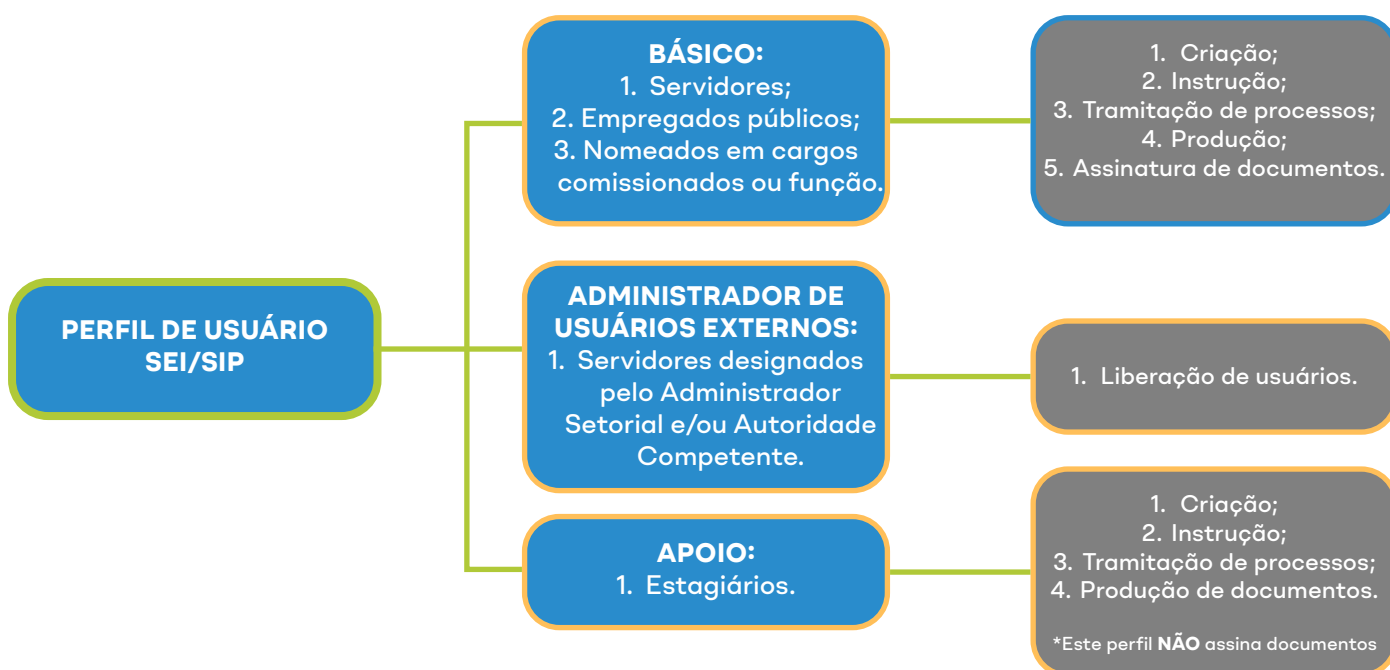 PERFIL DE USUÁRIO
SEI/SIP
BÁSICO:
1. Servidores;
2. Empregados públicos;
3. Nomeados em cargos
comissionados ou função.
1. Criação;
2. Instrução;
3. Tramitação de processos;
4. Produção;
5. Assinatura de documentos.
ADMINISTRADOR DE
USUÁRIOS EXTERNOS:
1. Servidores designados
pelo Administrador
Setorial e/ou Autoridade
Competente.
1. Liberação de usuários.
APOIO:
1. Estagiários.
1. Criação;
2. Instrução;
3. Tramitação de processos;
4. Produção de documentos.
*Este perfil NÃO assina documentos